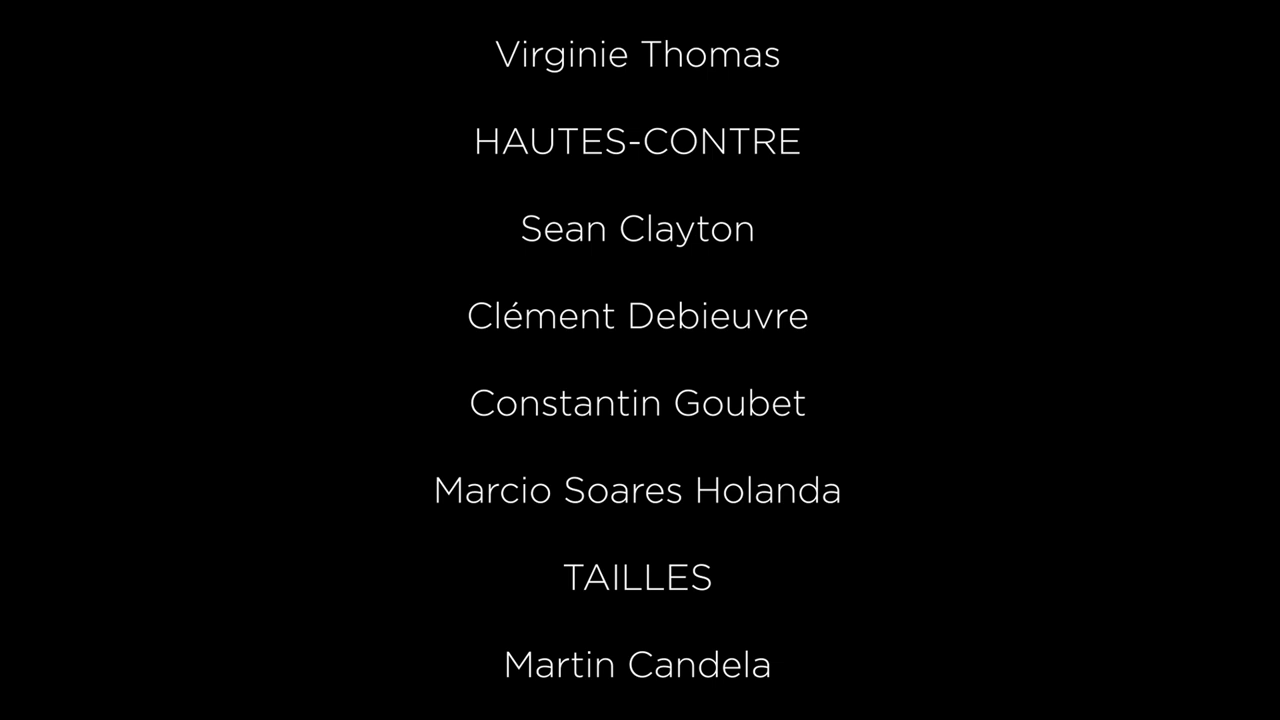 Virginie Thomas
HAUTES-CONTRE
Sean Clayton
Clément Debieuvre
Constantin Goubet
Marcio Soares Holanda
TAILLES
Martin Candela